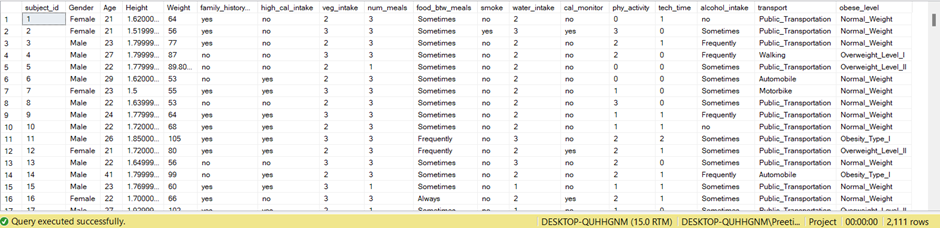 subject_id Gender Age Height Weight family_history... high_cal_intake veg_intake num_meals food_btw_meals smoke water_intake cal_monitor phy_activity tech_time alcohol_intake transport obese_level
1 1 Female 21 1.62000... 64 yes no 2 3 Sometimes no 2 no 0 1 no Public_Transportation Normal_Weight
2 2 Female 21 1.51999... 56 yes no 3 3 Sometimes yes 3 yes 3 0 Sometimes Public_Transportation Normal_Weight
3 3 Male 23 1.79999... 77 yes no 2 3 Sometimes no 2 no 2 1 Frequently Public_Transportation Normal_Weight
4 4 Male 27 1.79999... 87 no no 3 3 Sometimes no 2 no 2 0 Frequently Walking Overweight_Level_I
5 5 Male 22 1.77999... 89.80... no no 2 1 Sometimes no 2 no 0 0 Sometimes Public_Transportation Overweight_Level_II
6 6 Male 29 1.62000... 53 no yes 2 3 Sometimes no 2 no 0 0 Sometimes Automobile Normal_Weight
7 7 Female 23 1.5 55 yes yes 3 3 Sometimes no 2 no 1 0 Sometimes Motorbike Normal_Weight
8 8 Male 22 1.63999... 53 no no 2 3 Sometimes no 2 no 3 0 Sometimes Public_Transportation Normal_Weight
9 9 Male 24 1.77999... 64 yes yes 3 3 Sometimes no 2 no 1 1 Frequently Public_Transportation Normal_Weight
10 10 Male 22 1.72000... 68 yes yes 2 3 Sometimes no 2 no 1 1 no Public_Transportation Normal_Weight
11 11 Male 26 1.85000... 105 yes yes 3 3 Frequently no 3 no 2 2 Sometimes Public_Transportation Obesity_Type_I
12 12 Female 21 1.72000... 80 yes yes 2 3 Frequently no 2 yes 2 1 Sometimes Public_Transportation Overweight_Level_II
13 13 Male 22 1.64999... 56 no no 3 3 Sometimes no 3 no 2 0 Sometimes Public_Transportation Normal_Weight
14 14 Male 41 1.79999... 99 no yes 2 3 Sometimes no 2 no 2 1 Frequently Automobile Obesity_Type_I
15 15 Male 23 1.76999... 60 yes yes 3 1 Sometimes no 1 no 1 1 Sometimes Public_Transportation Normal_Weight
16 16 Female 22 1.70000... 66 yes no 3 3 Always no 2 yes 2 1 Sometimes Public_Transportation Normal_Weight
Query executed successfully. DESKTOP-QUHHGNM (15.0 RTM) DESKTOP-QUHHGNM\Preeti... Project 00:00:00 2,111 rows